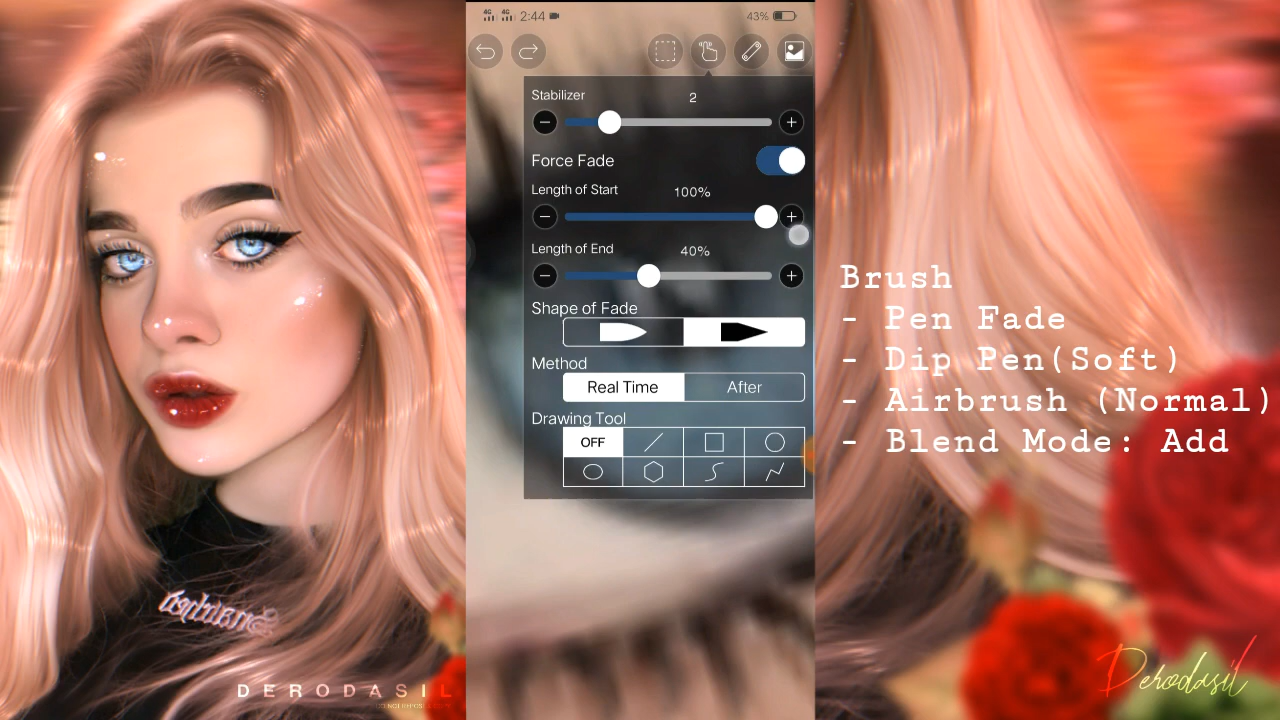 DERODASIL
4G 4G 2:44
43%
Stabilizer
2
Force Fade
Length of Start
100%
Length of End
40%
Shape of Fade
Method
Real Time
After
Drawing Tool
OFF
Brush
- Pen Fade
- Dip Pen(Soft)
- Airbrush (Normal)
- Blend Mode: Add
Derodasil